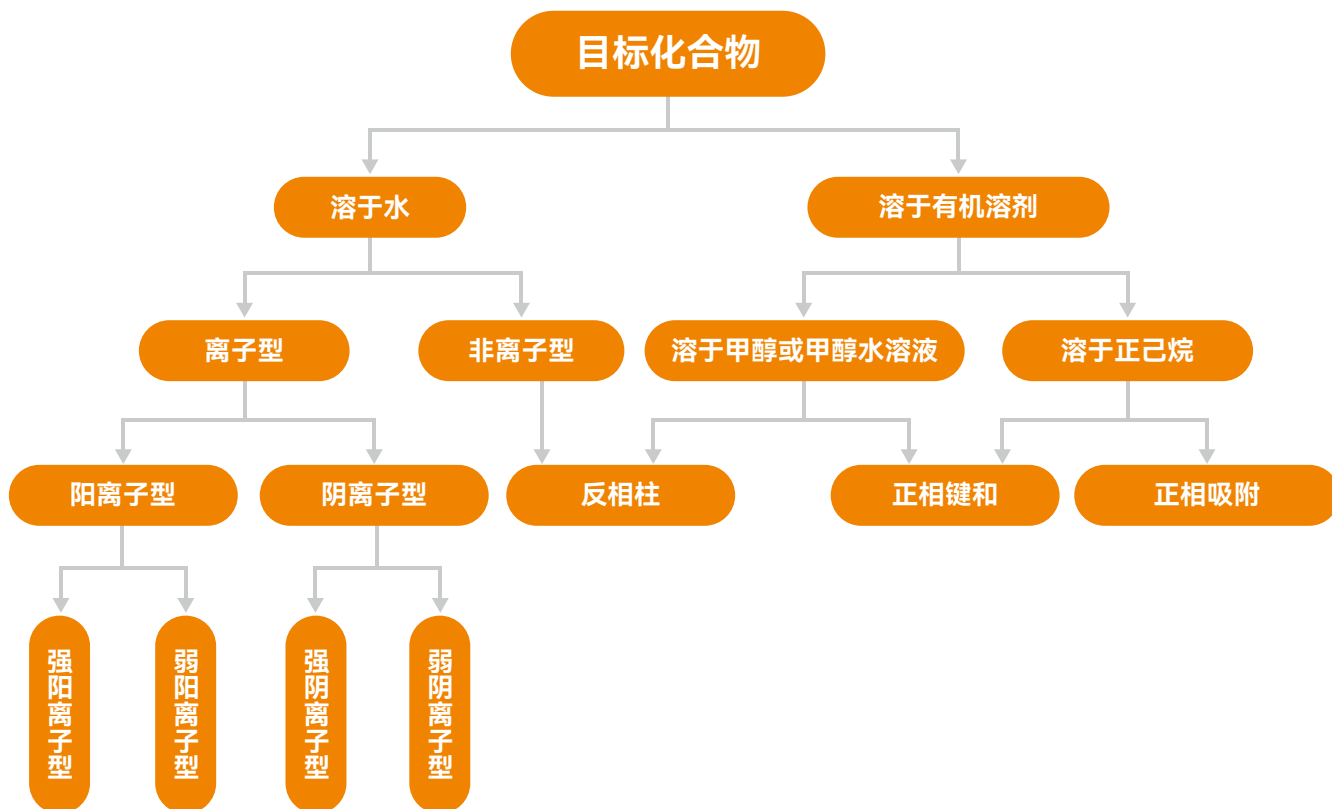 目标化合物
溶于水
溶于有机溶剂
离子型
非离子型
溶于甲醇或甲醇水溶液
溶于正己烷
阳离子型
阴离子型
反相柱
正相键和
正相吸附
强阳离子型
弱阳离子型
强阴离子型
弱阴离子型